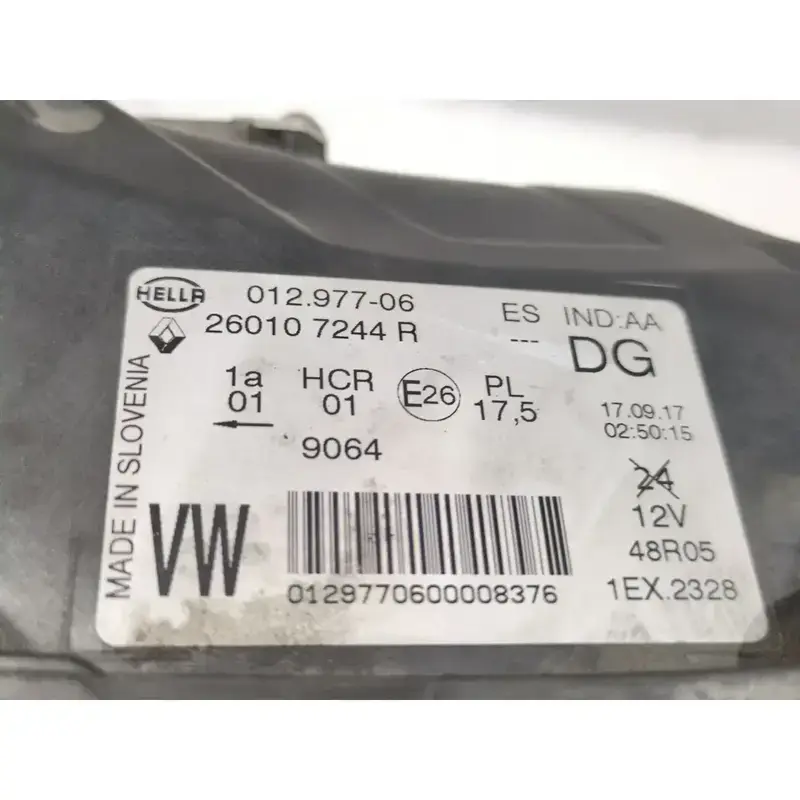 HELLA 012.977-06 ES IND:AA
26010 7244 R --- DG
1a HCR E26 PL
01 01 17,5 17.09.17
02:50:15
9064
24
12V
48R05
1EX.2328
VW
0129770600008376
MADE IN SLOVENIA